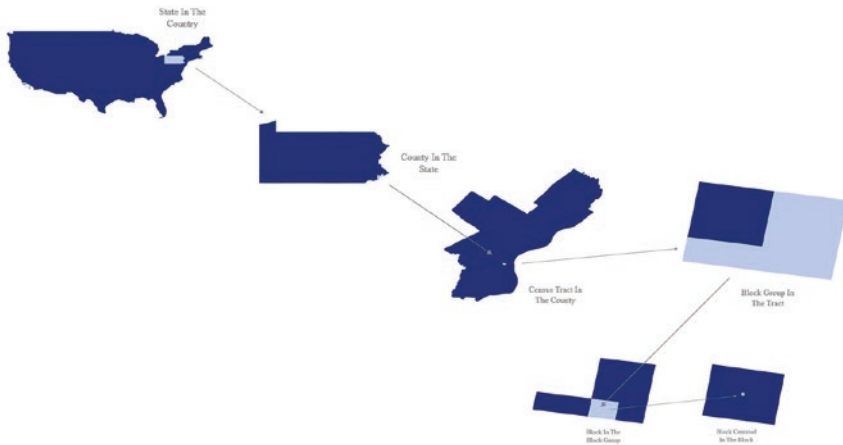 State In The
Country
County In The
State
Census Tract In
The County
Block Group In
The Tract
Block In The
Block Group
Block
In The Block